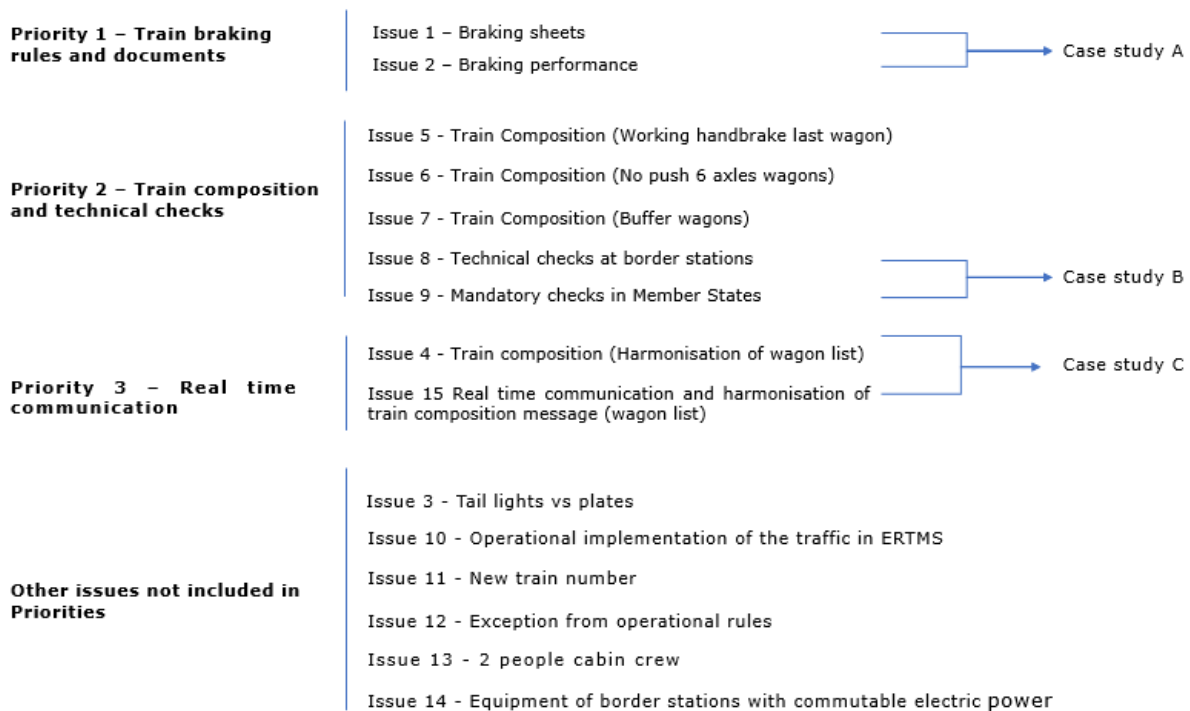 Priority 1 – Train braking
rules and documents
Issue 1 – Braking sheets
Issue 2 – Braking performance
Case study A
Priority 2 – Train composition
and technical checks
Issue 5 - Train Composition (Working handbrake last wagon)
Issue 6 - Train Composition (No push 6 axles wagons)
Issue 7 - Train Composition (Buffer wagons)
Issue 8 - Technical checks at border stations
Issue 9 - Mandatory checks in Member States
Case study B
Priority 3 – Real time
communication
Issue 4 - Train composition (Harmonisation of wagon list)
Issue 15 Real time communication and harmonisation of
train composition message (wagon list)
Case study C
Other issues not included in
Priorities
Issue 3 - Tail lights vs plates
Issue 10 - Operational implementation of the traffic in ERTMS
Issue 11 - New train number
Issue 12 - Exception from operational rules
Issue 13 - 2 people cabin crew
Issue 14 - Equipment of border stations with commutable electric power